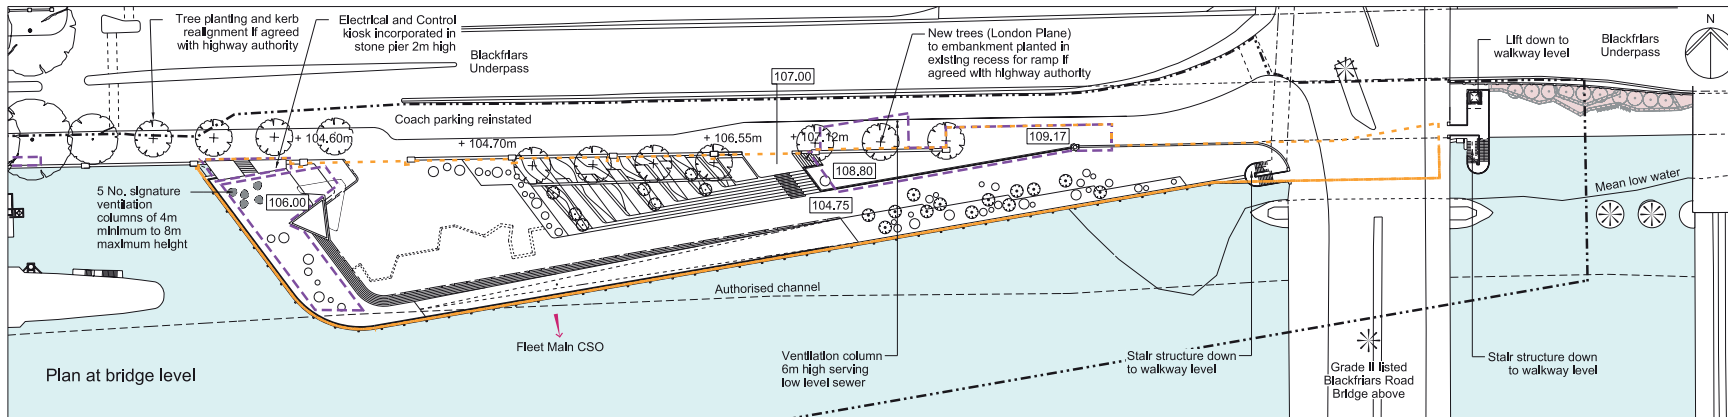 Tree planting and kerb
realignment if agreed
with highway authority
Electrical and Control
kiosk incorporated in
stone pier 2m high
Blackfriars
Underpass
New trees (London Plane)
to embankment planted in
existing recess for ramp if
agreed with highway authority
Lift down to
walkway level
Blackfriars
Underpass
N
107.00
Coach parking reinstated
+ 104.60m
+ 104.70m
+ 106.55m
+ 107.12m
109.17
108.80
104.75
106.00
5 No. signature
ventilation
columns of 4m
minimum to 8m
maximum height
Mean low water
Authorised channel
Fleet Main CSO
Plan at bridge level
Ventilation column
6m high serving
low level sewer
Stair structure down
to walkway level
Grade II listed
Blackfriars Road
Bridge above
Stair structure down
to walkway level